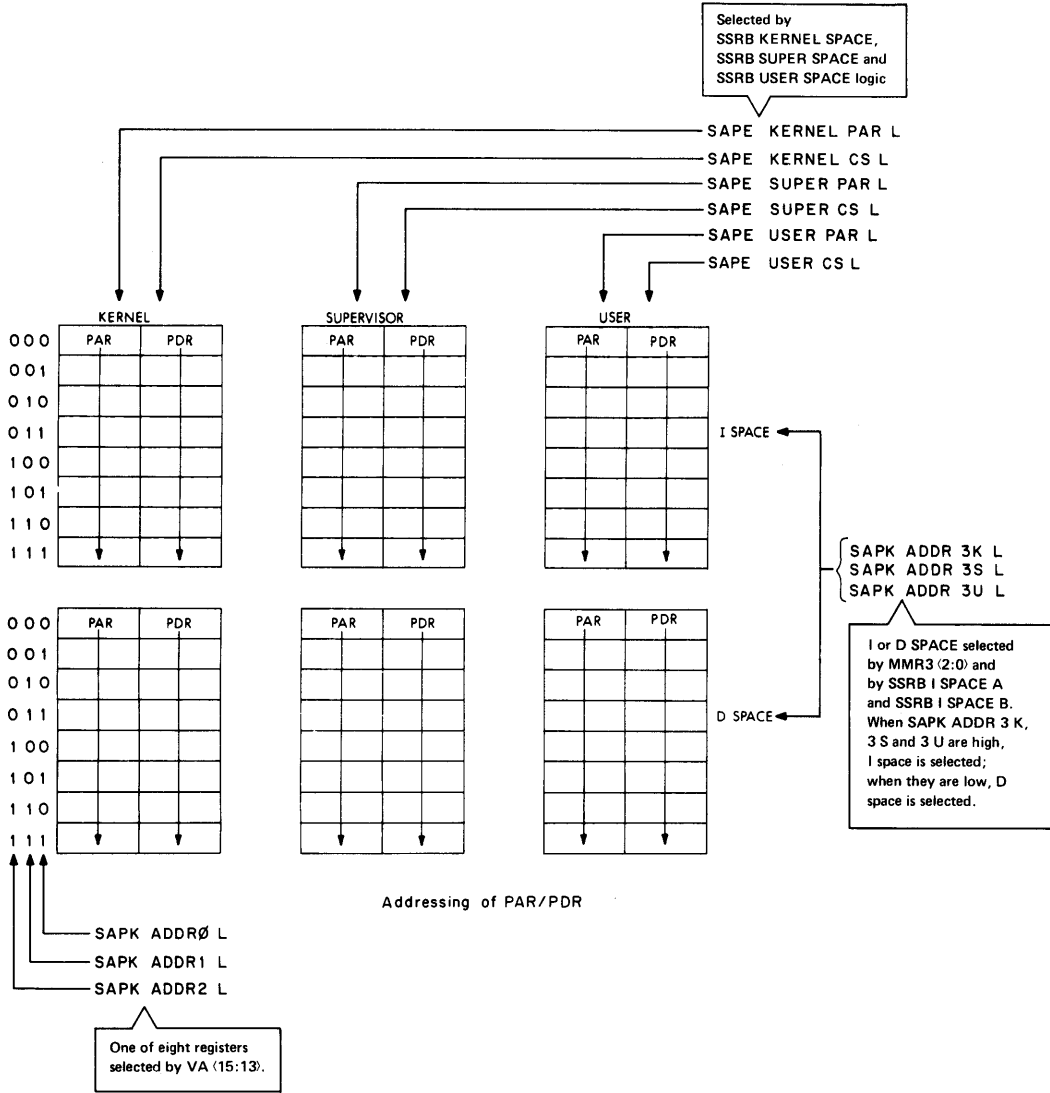 Selected by
SSRB KERNEL SPACE,
SSRB SUPER SPACE and
SSRB USER SPACE logic
SAPE KERNEL PAR L
SAPE KERNEL CS L
SAPE SUPER PAR L
SAPE SUPER CS L
SAPE USER PAR L
SAPE USER CS L
KERNEL SUPERVISOR USER
000 PAR PDR PAR PDR PAR PDR
001
010
011 I SPACE
100
101
110
111
SAPK ADDR 3K L
SAPK ADDR 3S L
SAPK ADDR 3U L
000 PAR PDR PAR PDR PAR PDR
001
010
011 D SPACE
100
101
110
111
I or D SPACE selected
by MMR3 ⟨2:0⟩ and
by SSRB I SPACE A
and SSRB I SPACE B.
When SAPK ADDR 3 K,
3 S and 3 U are high,
I space is selected;
when they are low, D
space is selected.
Addressing of PAR/PDR
SAPK ADDRØ L
SAPK ADDR1 L
SAPK ADDR2 L
One of eight registers
selected by VA ⟨15:13⟩.